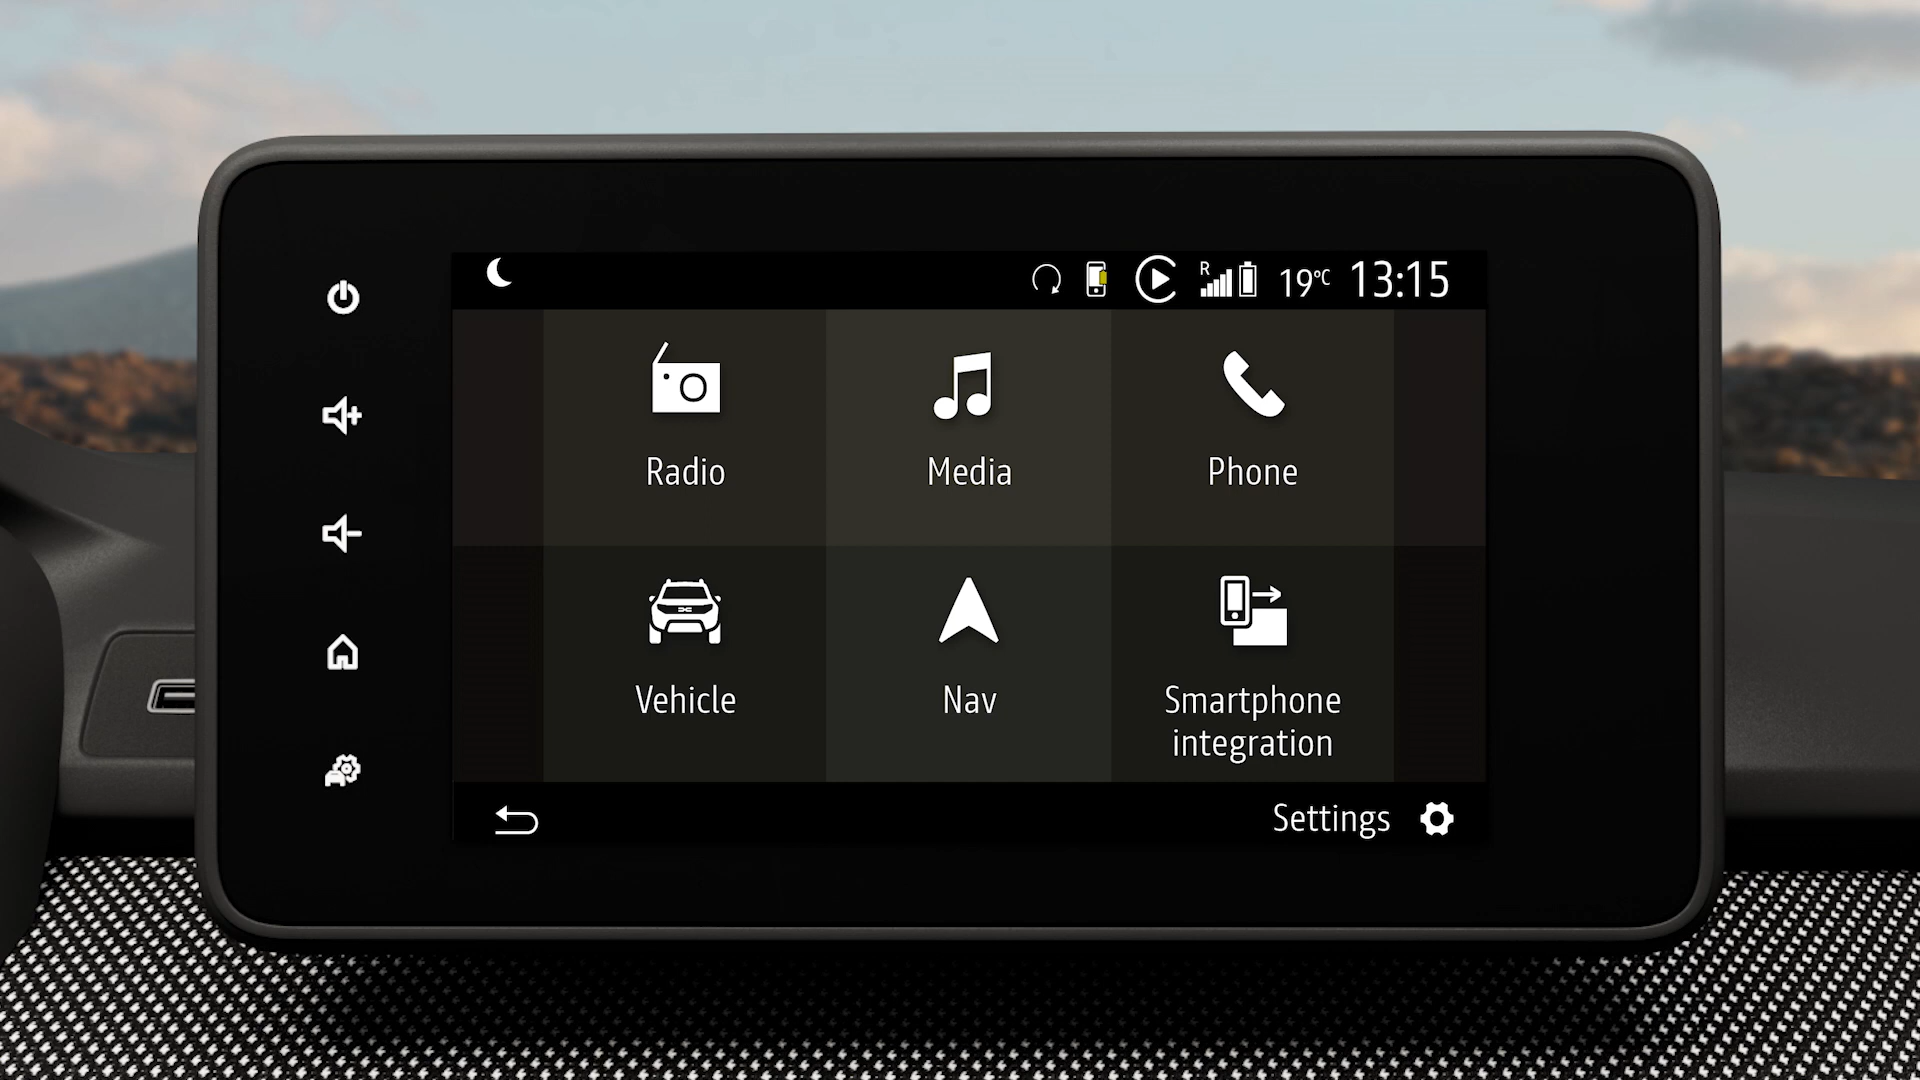 R 19°C 13:15
Radio
Media
Phone
Vehicle
Nav
Smartphone
integration
Settings